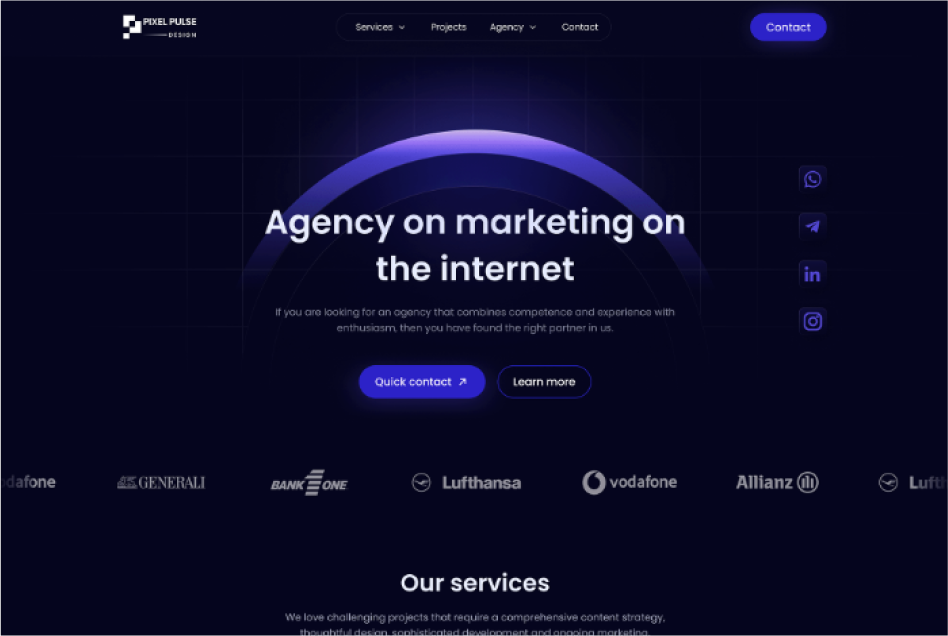 PIXEL PULSE
DESIGN
Services
Projects
Agency
Contact
Contact
Agency on marketing on
the internet
If you are looking for an agency that combines competence and experience with
enthusiasm, then you have found the right partner in us.
Quick contact
Learn more
odafone
GENERALI
BANK ONE
Lufthansa
vodafone
Allianz
Lufth
Our services
We love challenging projects that require a comprehensive content strategy,
thoughtful design, sophisticated development and ongoing marketing.